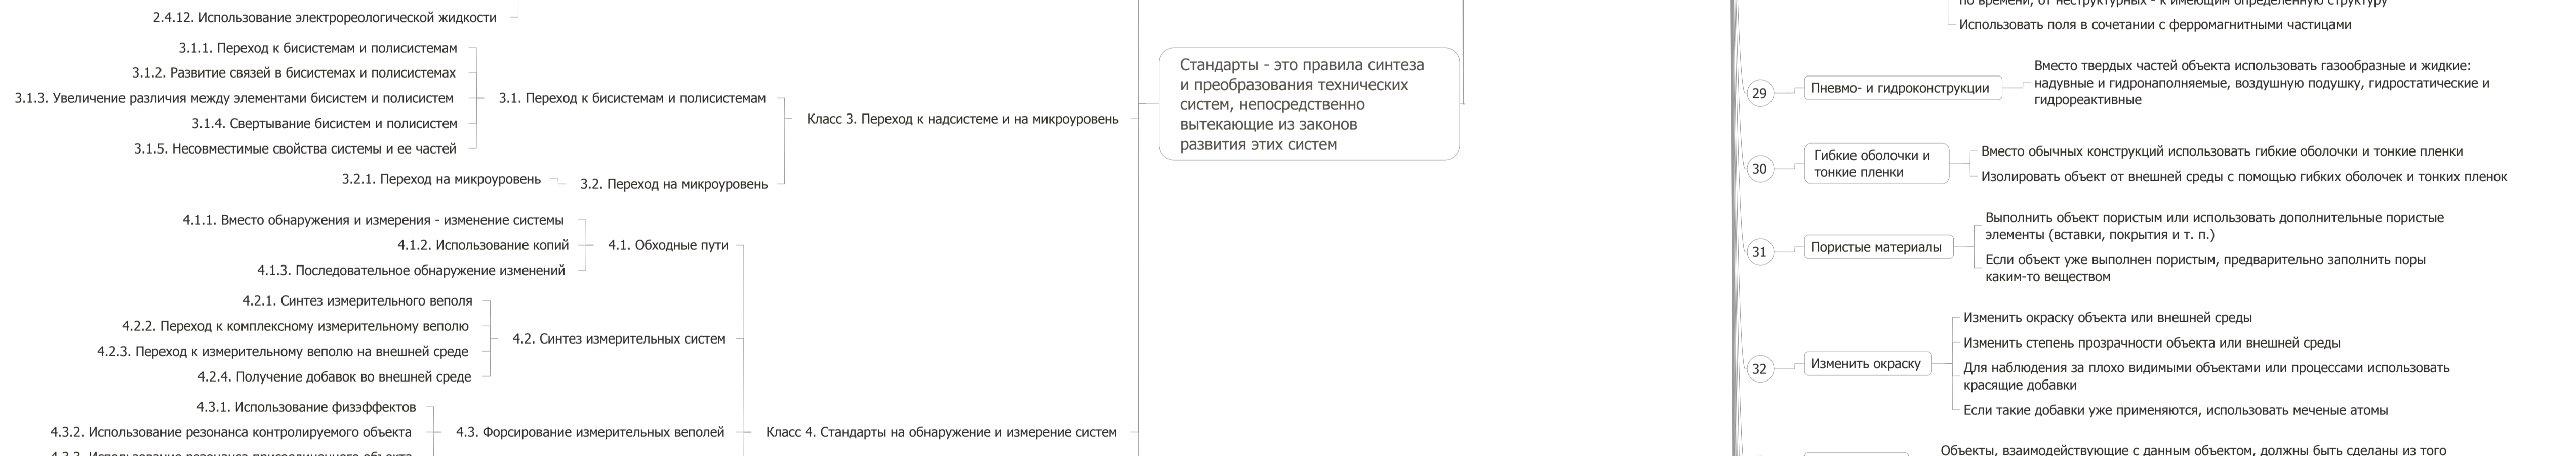 2.4.12. Использование электрореологической жидкости
3.1.1. Переход к бисистемам и полисистемам
3.1.2. Развитие связей в бисистемах и полисистемах
3.1.3. Увеличение различия между элементами бисистем и полисистем
3.1.4. Свертывание бисистем и полисистем
3.1.5. Несовместимые свойства системы и ее частей
3.1. Переход к бисистемам и полисистемам
3.2.1. Переход на микроуровень
3.2. Переход на микроуровень
Класс 3. Переход к надсистеме и на микроуровень
4.1.1. Вместо обнаружения и измерения - изменение системы
4.1.2. Использование копий
4.1.3. Последовательное обнаружение изменений
4.1. Обходные пути
4.2.1. Синтез измерительного веполя
4.2.2. Переход к комплексному измерительному веполю
4.2.3. Переход к измерительному веполю на внешней среде
4.2.4. Получение добавок во внешней среде
4.2. Синтез измерительных систем
4.3.1. Использование физэффектов
4.3.2. Использование резонанса контролируемого объекта
4.3. Форсирование измерительных веполей
Класс 4. Стандарты на обнаружение и измерение систем
Стандарты - это правила синтеза
и преобразования технических
систем, непосредственно
вытекающие из законов
развития этих систем
по времени, от неструктурных - к имеющим определенную структуру
Использовать поля в сочетании с ферромагнитными частицами
29
Пневмо- и гидроконструкции
Вместо твердых частей объекта использовать газообразные и жидкие:
надувные и гидронаполняемые, воздушную подушку, гидростатические и
гидрореактивные
30
Гибкие оболочки и
тонкие пленки
Вместо обычных конструкций использовать гибкие оболочки и тонкие пленки
Изолировать объект от внешней среды с помощью гибких оболочек и тонких пленок
31
Пористые материалы
Выполнить объект пористым или использовать дополнительные пористые
элементы (вставки, покрытия и т. п.)
Если объект уже выполнен пористым, предварительно заполнить поры
каким-то веществом
32
Изменить окраску
Изменить окраску объекта или внешней среды
Изменить степень прозрачности объекта или внешней среды
Для наблюдения за плохо видимыми объектами или процессами использовать
красящие добавки
Если такие добавки уже применяются, использовать меченые атомы
Объекты, взаимодействующие с данным объектом, должны быть сделаны из того